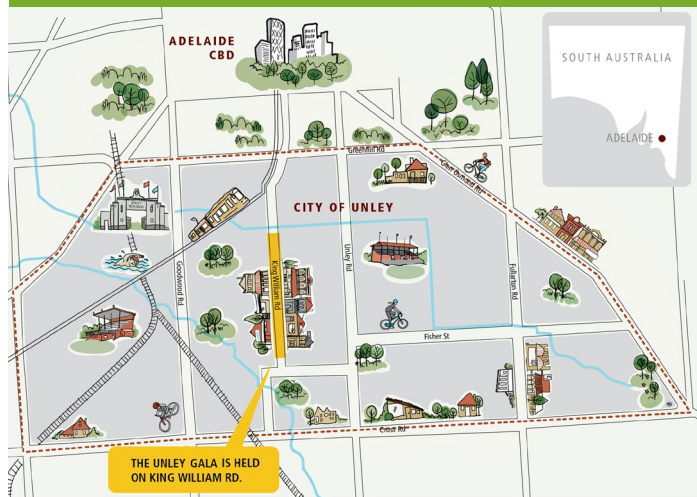 ADELAIDE
CBD
SOUTH AUSTRALIA
ADELAIDE
Greenhill Rd
Glen Osmond Rd
CITY OF UNLEY
Goodwood Rd
King William Rd
Unley Rd
Fullarton Rd
Fisher St
Cross Rd
THE UNLEY GALA IS HELD
ON KING WILLIAM RD.